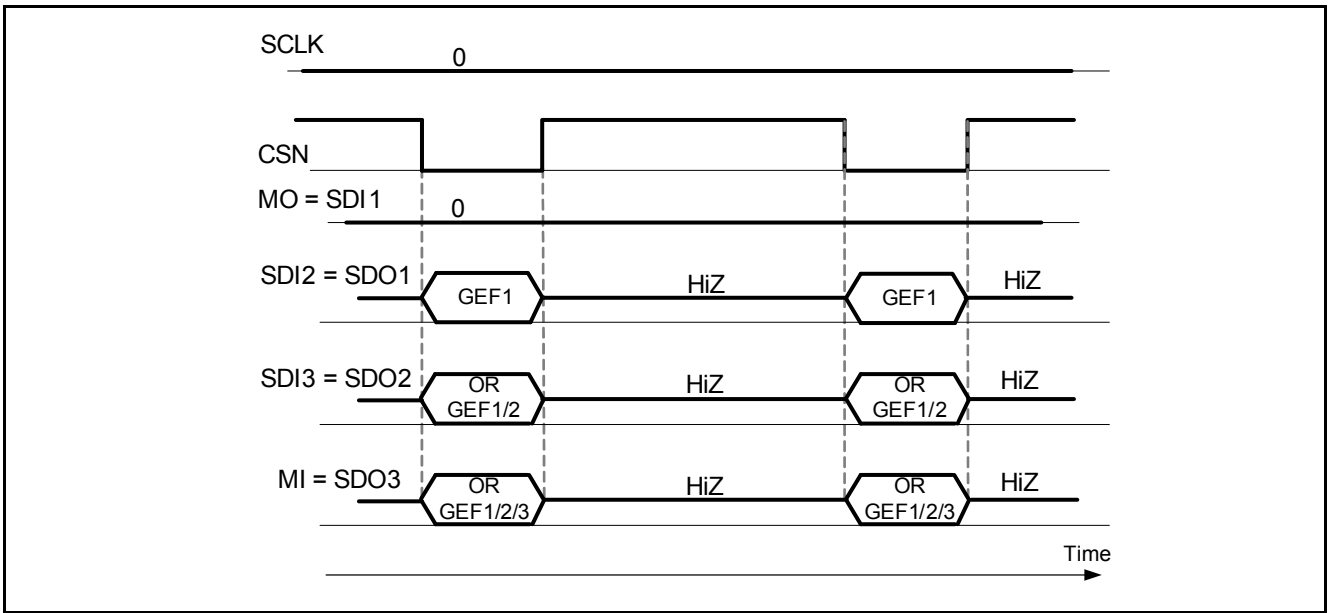 SCLK
0
CSN
MO = SDI1
0
SDI2 = SDO1
GEF1
HiZ
GEF1
HiZ
SDI3 = SDO2
OR
GEF1/2
HiZ
OR
GEF1/2
HiZ
MI = SDO3
OR
GEF1/2/3
HiZ
OR
GEF1/2/3
HiZ
Time